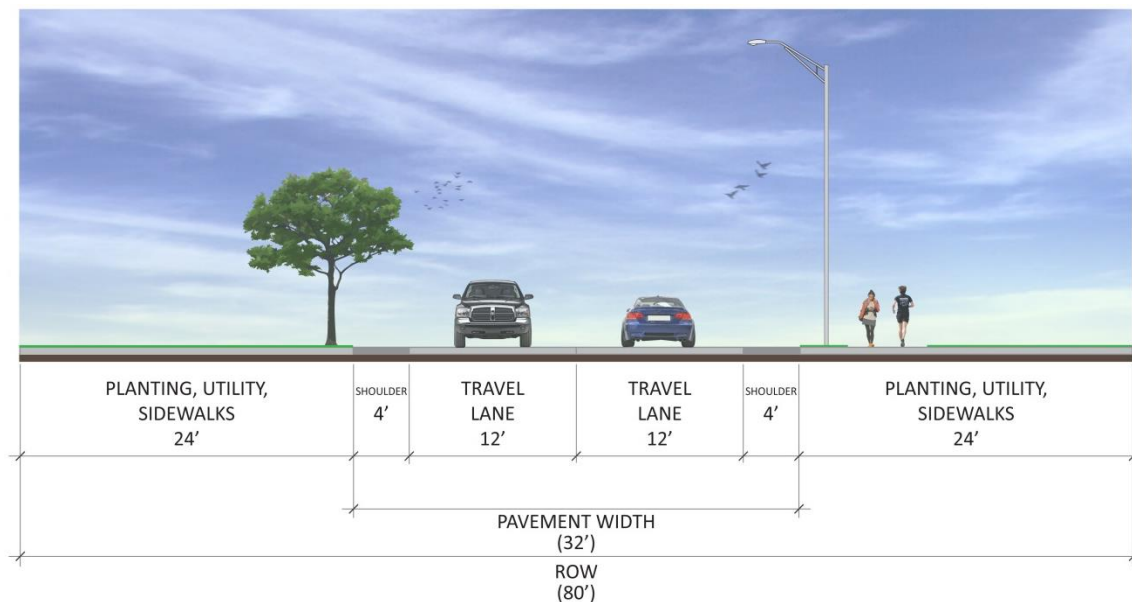 PLANTING, UTILITY,
SIDEWALKS
24’
SHOULDER
4’
TRAVEL
LANE
12’
TRAVEL
LANE
12’
SHOULDER
4’
PLANTING, UTILITY,
SIDEWALKS
24’
PAVEMENT WIDTH
(32’)
ROW
(80’)